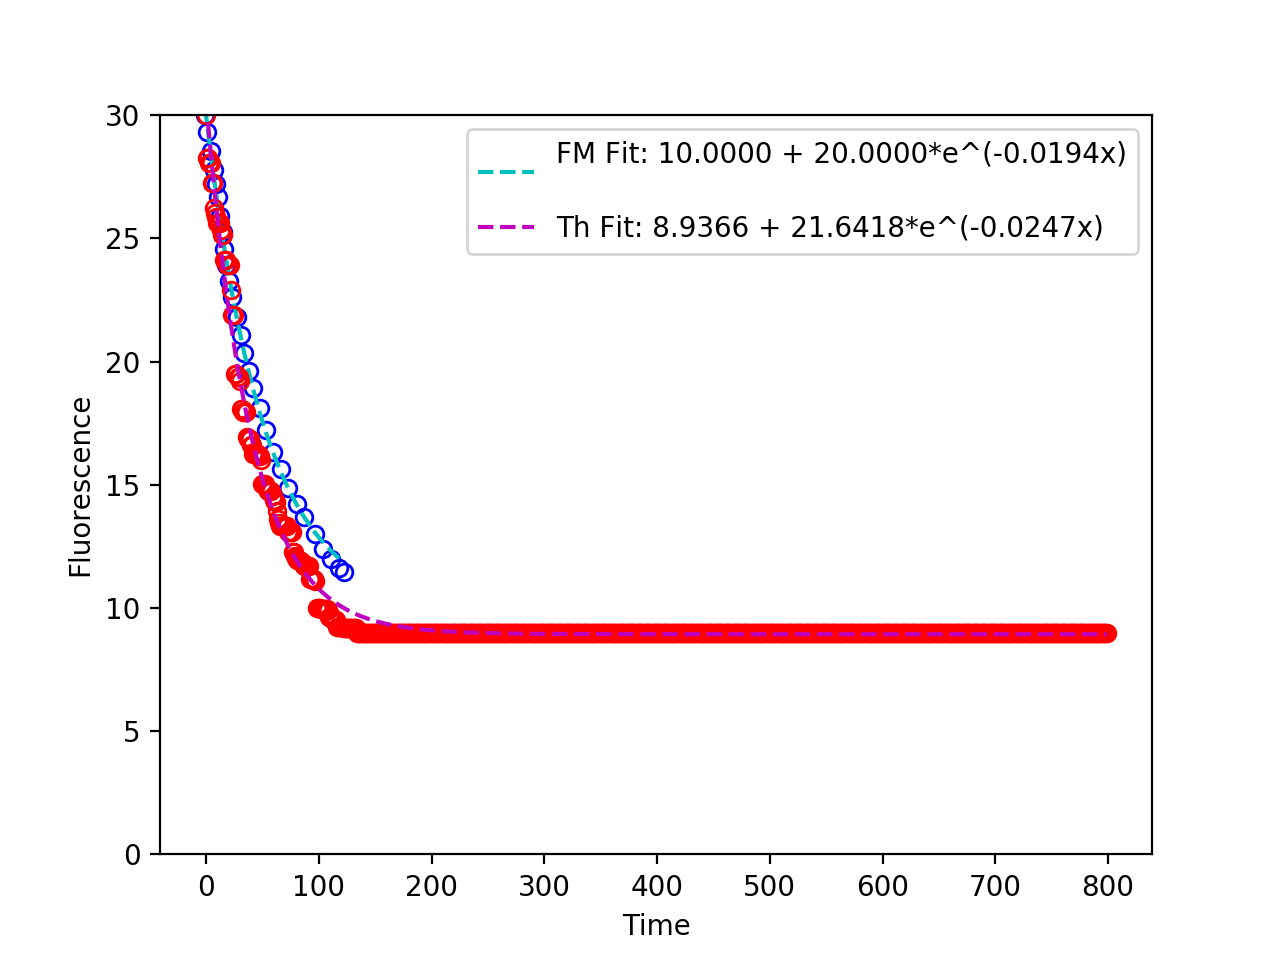 30
25
20
15
10
5
0
Fluorescence
FM Fit: 10.0000 + 20.0000*e^(-0.0194x)
Th Fit: 8.9366 + 21.6418*e^(-0.0247x)
0 100 200 300 400 500 600 700 800
Time